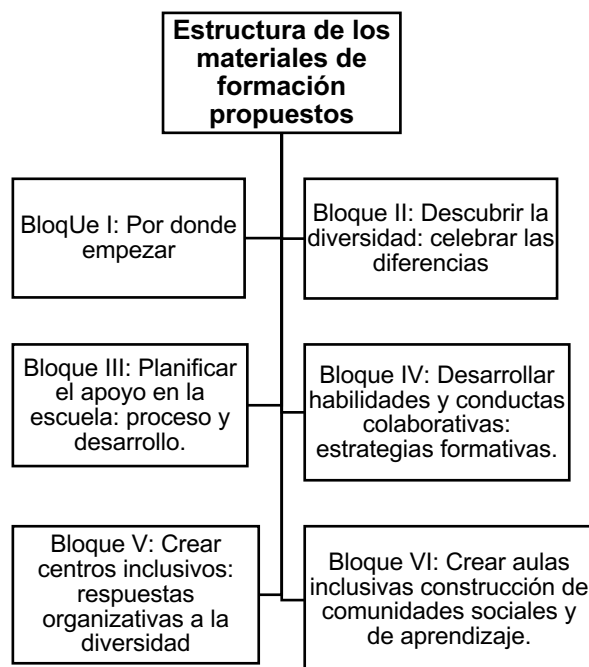 Estructura de los
materiales de
formación
propuestos
BloqUe I: Por donde
empezar
Bloque II: Descubrir la
diversidad: celebrar las
diferencias
Bloque III: Planificar
el apoyo en la
escuela: proceso y
desarrollo.
Bloque IV: Desarrollar
habilidades y conductas
colaborativas:
estrategias formativas.
Bloque V: Crear
centros inclusivos:
respuestas
organizativas a la
diversidad
Bloque VI: Crear aulas
inclusivas construcción de
comunidades sociales y
de aprendizaje.